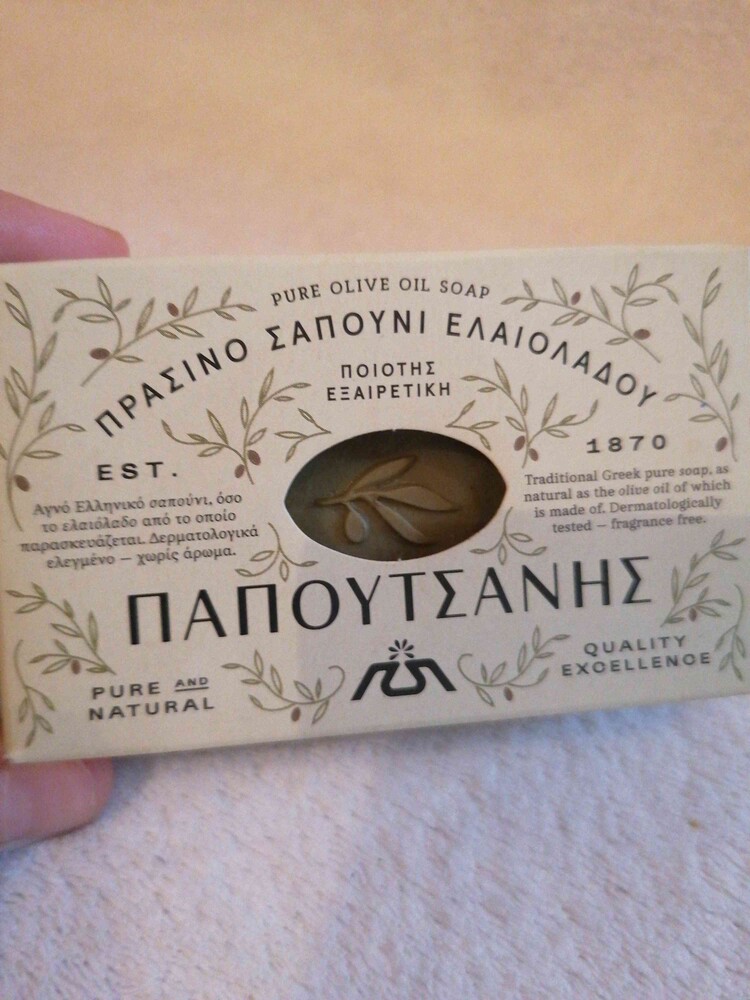 PURE OLIVE OIL SOAP
ΠΡΑΣΙΝΟ ΣΑΠΟΥΝΙ ΕΛΑΙΟΛΑΔΟΥ
ΠΟΙΟΤΗΣ
ΕΞΑΙΡΕΤΙΚΗ
EST.
1870
Αγνό Ελληνικό σαπούνι, όσο
το ελαιόλαδο από το οποίο
παρασκευάζεται. Δερματολογικά
ελεγμένο – χωρίς άρωμα.
Traditional Greek pure soap, as
natural as the olive oil of which
is made of. Dermatologically
tested – fragrance free.
ΠΑΠΟΥΤΣΑΝΗΣ
PURE AND
NATURAL
QUALITY
EXCELLENCE